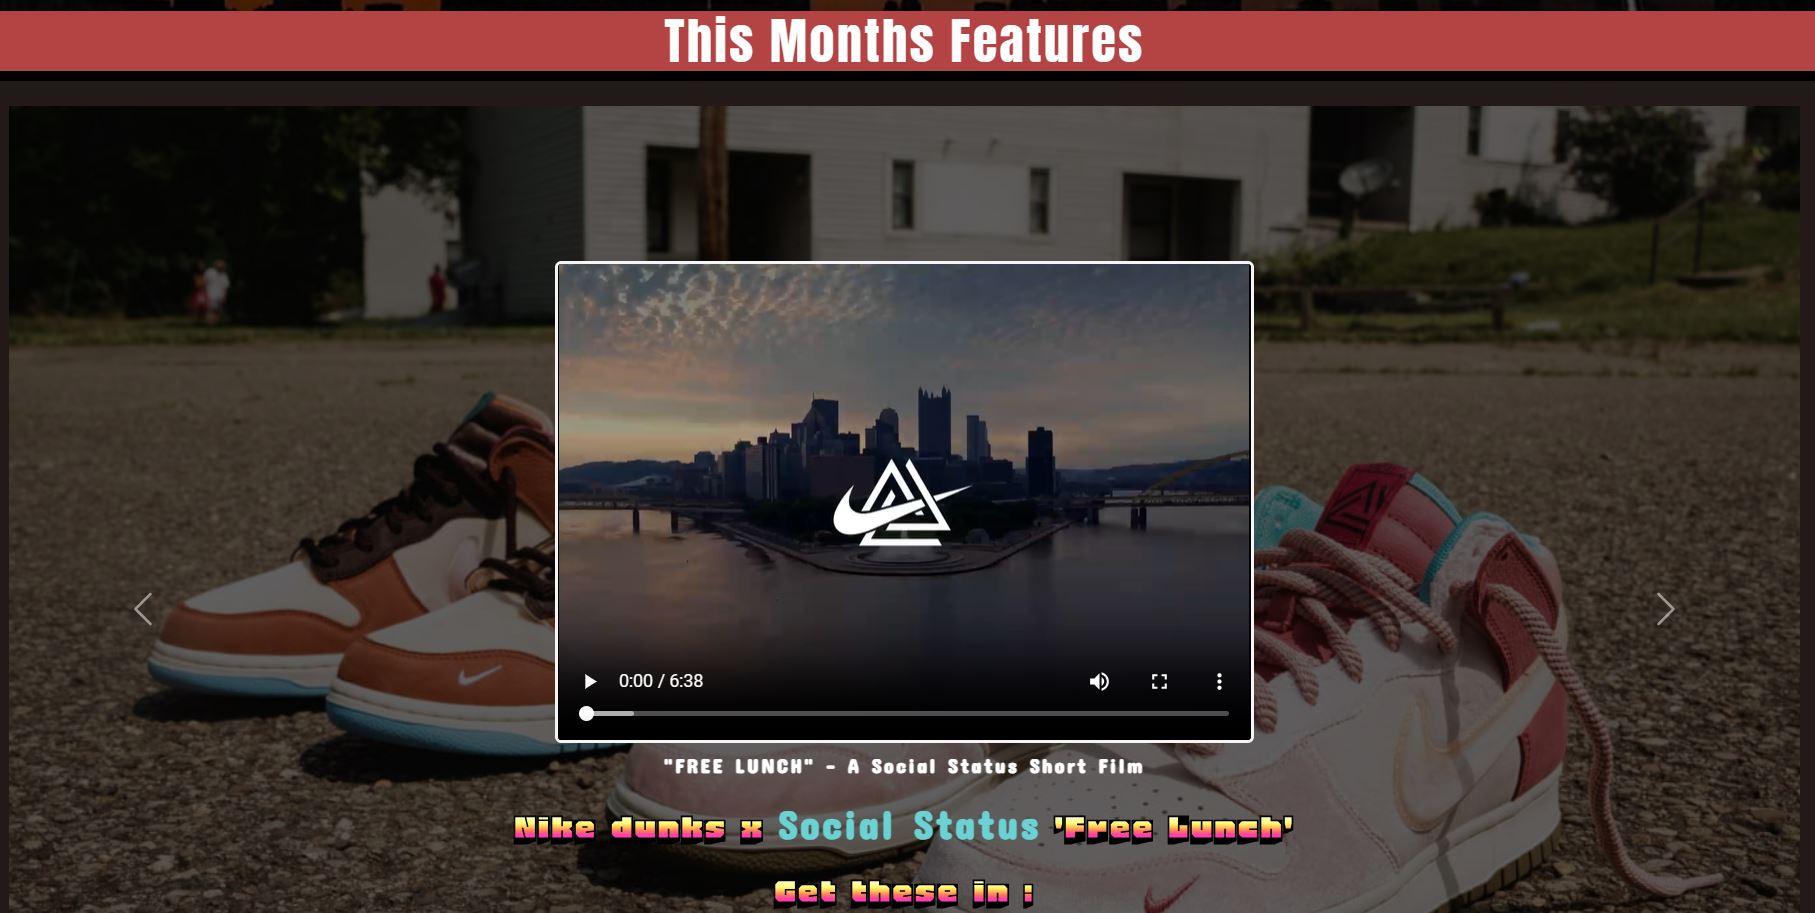 This Months Features
0:00 / 6:38
"FREE LUNCH" - A Social Status Short Film
Nike dunks x Social Status 'Free Lunch'
Get these in :